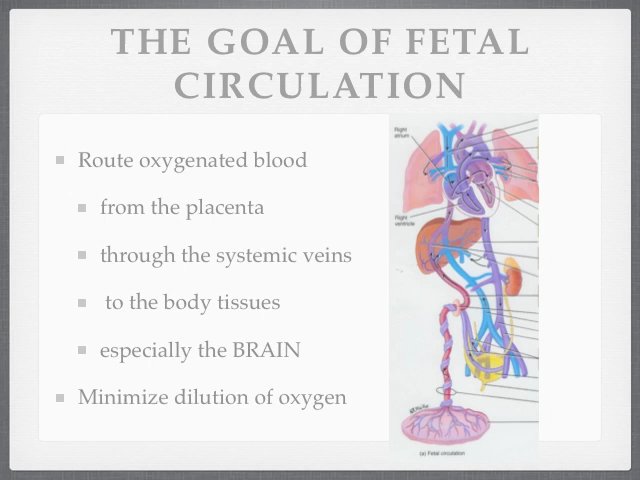 THE GOAL OF FETAL
CIRCULATION
Route oxygenated blood
from the placenta
through the systemic veins
to the body tissues
especially the BRAIN
Minimize dilution of oxygen
Right
atrium
Right
ventricle
(a) Fetal circulation